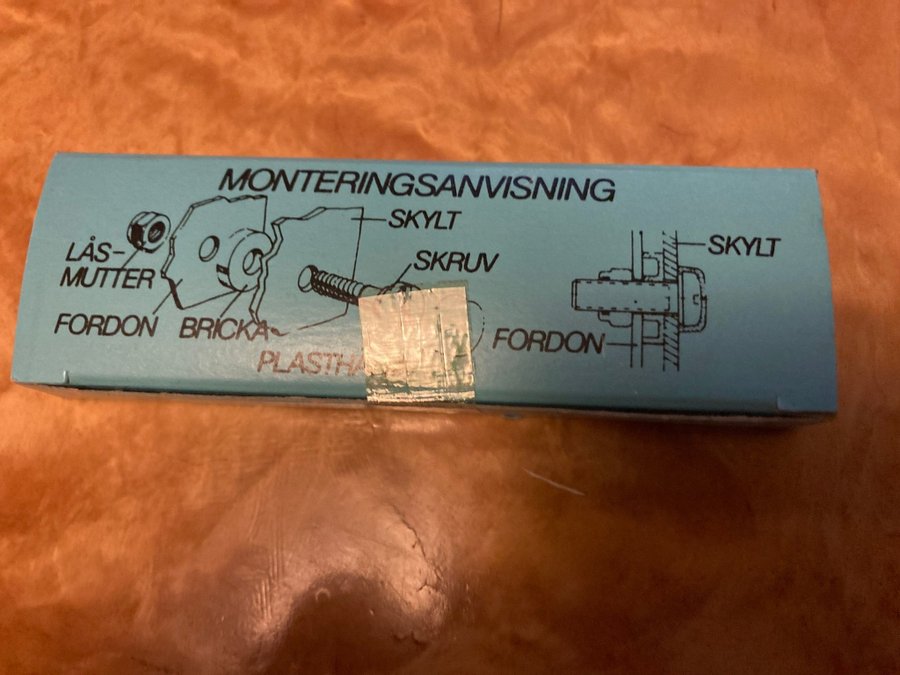 MONTERINGSANVISNING
SKYLT
LÅS-
MUTTER
SKRUV
FORDON
BRICKA
SKYLT
FORDON